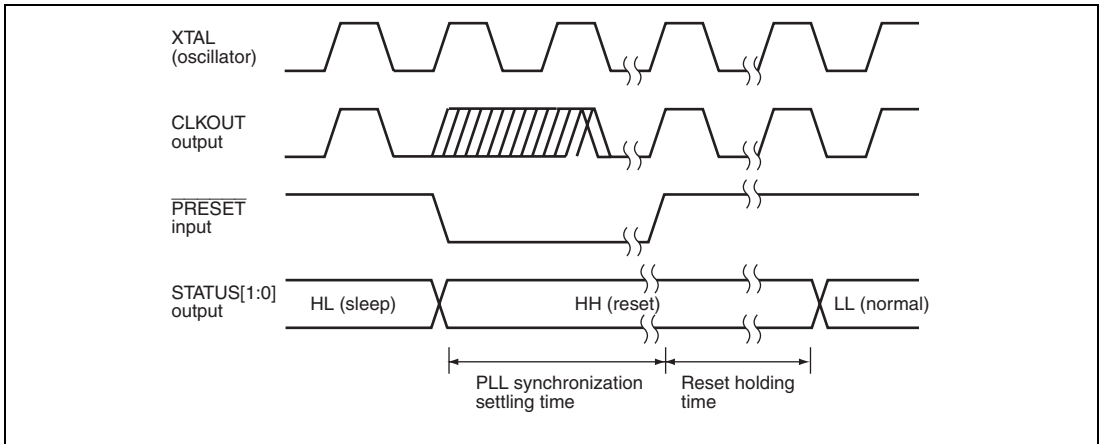 XTAL
(oscillator)
CLKOUT
output
PRESET
input
STATUS[1:0]
output
HL (sleep)
HH (reset)
LL (normal)
PLL synchronization
settling time
Reset holding
time